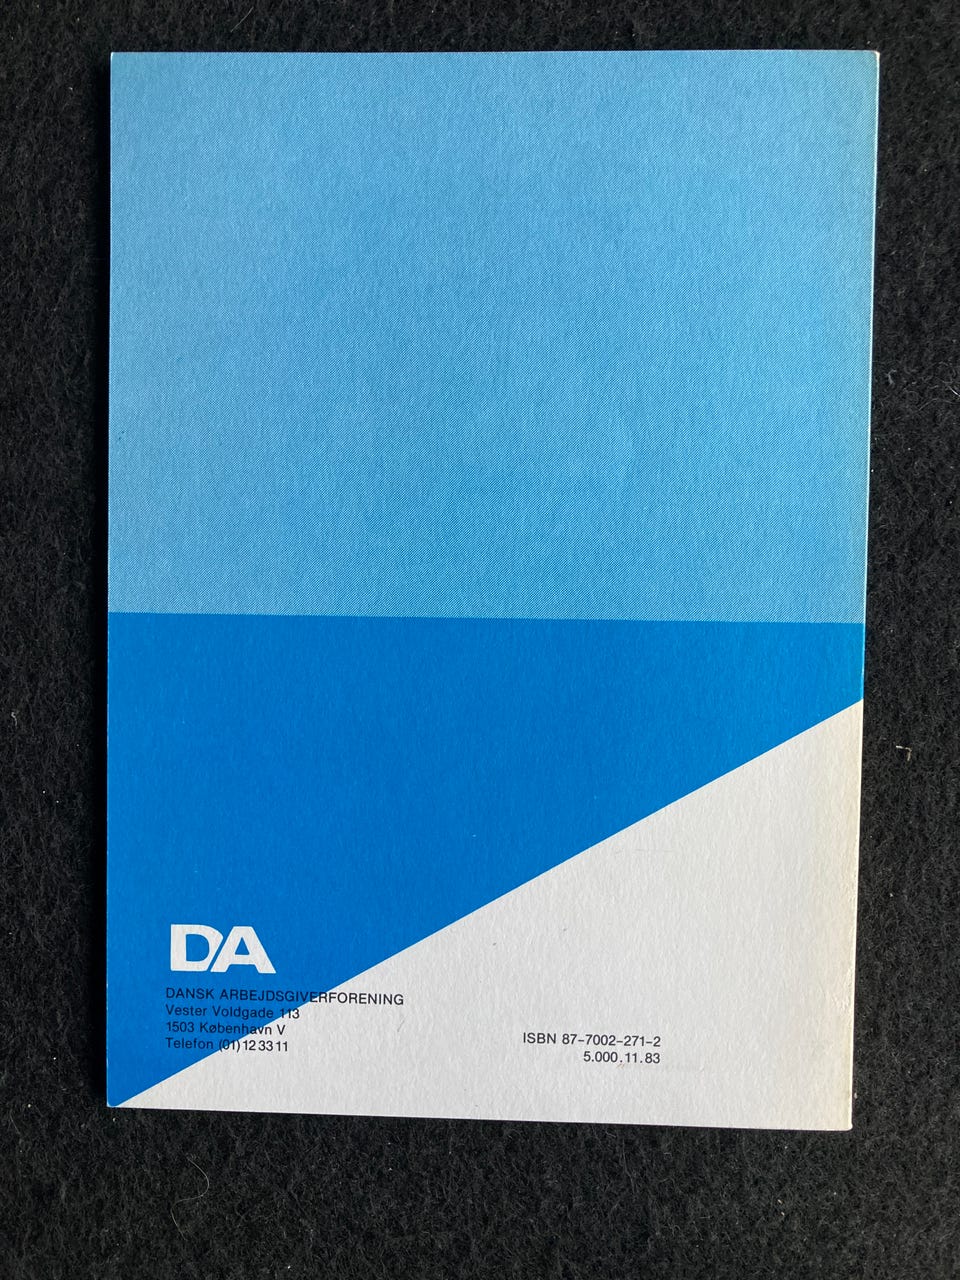 DA
DANSK ARBEJDSGIVERFORENING
Vester Voldgade 113
1503 København V
Telefon (01) 12 33 11
ISBN 87-7002-271-2
5.000.11.83